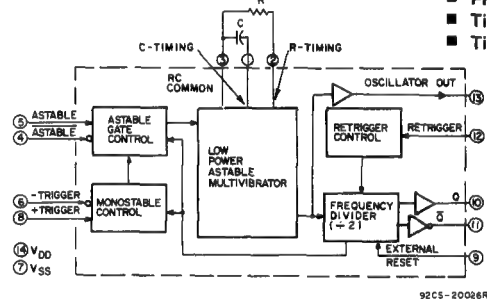 R
C
C-TIMING
R-TIMING
3
2
RC
COMMON
OSCILLATOR OUT
13
5 ASTABLE
4 ASTABLE
ASTABLE
GATE
CONTROL
LOW
POWER
ASTABLE
MULTIVIBRATOR
RETRIGGER
CONTROL
RETRIGGER
12
6 -TRIGGER
8 +TRIGGER
MONOSTABLE
CONTROL
FREQUENCY
DIVIDER
(÷2)
Q
10
Q̅
11
EXTERNAL
RESET
9
14 VDD
7 VSS
92CS-20026R
■ Ti
■ Ti